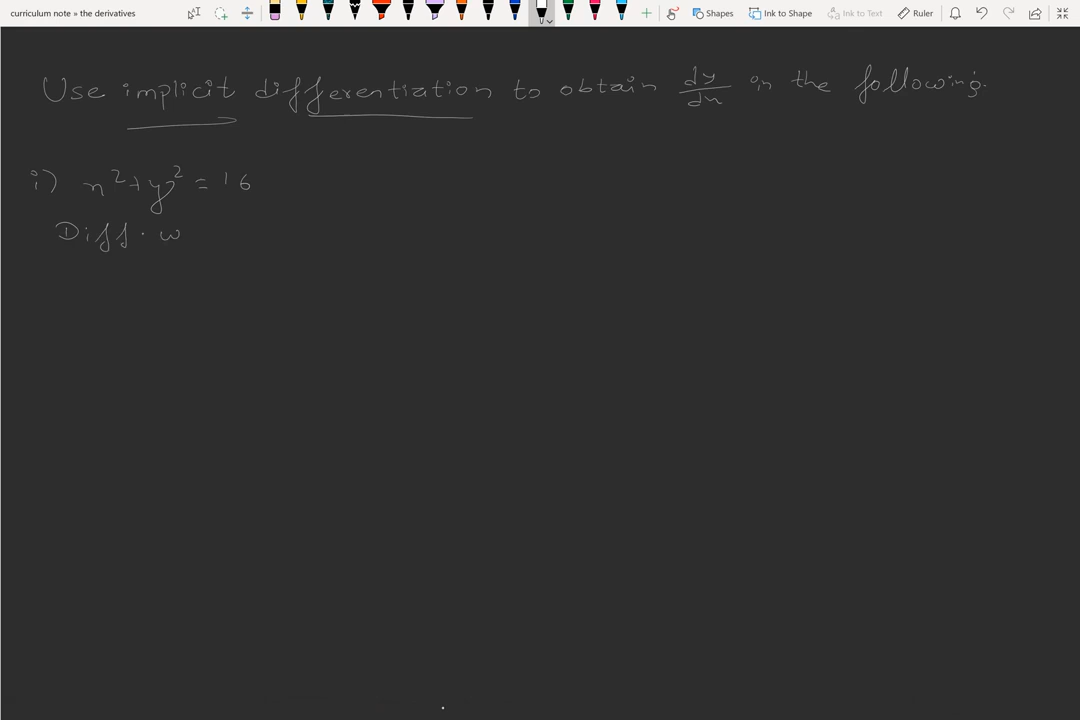 curriculum note » the derivatives
Shapes Ink to Shape Ink to Text Ruler
Use implicit differentiation to obtain dy/dx in the following.
i) x²+y²=16
Diff. w